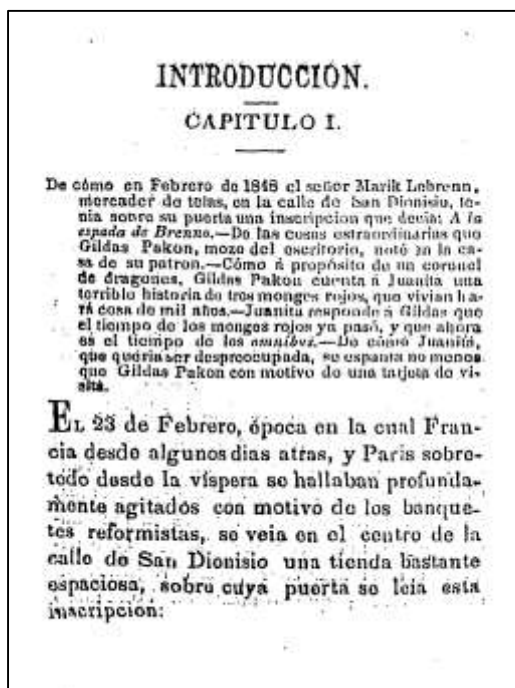 INTRODUCCION.
CAPITULO I.
De cómo en Febrero de 1848 el señor Marik Lebrenn,
mercader de telas, en la calle de San Dionisio, te-
nia sobre su puerta una inscripcion que decia: A la
espada de Brenno.—De las cosas estraordinarias que
Gildas Pakon, mozo del escritorio, notó en la ca-
sa de su patron.—Cómo á propósito de un coronel
de dragones, Gildas Pakon cuenta á Juanita una
terrible historia de tres monges rojos, que vivian ha-
rá cosa de mil años.—Juanita responde á Gildas que
el tiempo de los monges rojos ya pasó, y que ahora
es el tiempo de los omnibus.—De cómo Juanita,
que queria ser despreocupada, se espanta no menos
que Gildas Pakon con motivo de una tarjeta de vi-
sita.
EL 23 de Febrero, época en la cual Fran-
cia desde algunos dias atras, y Paris sobre-
todo desde la víspera se hallaban profunda-
mente agitados con motivo de los banque-
tes reformistas, se veia en el centro de la
calle de San Dionisio una tienda bastante
espaciosa, sobre cuya puerta se leia esta
inscripcion: